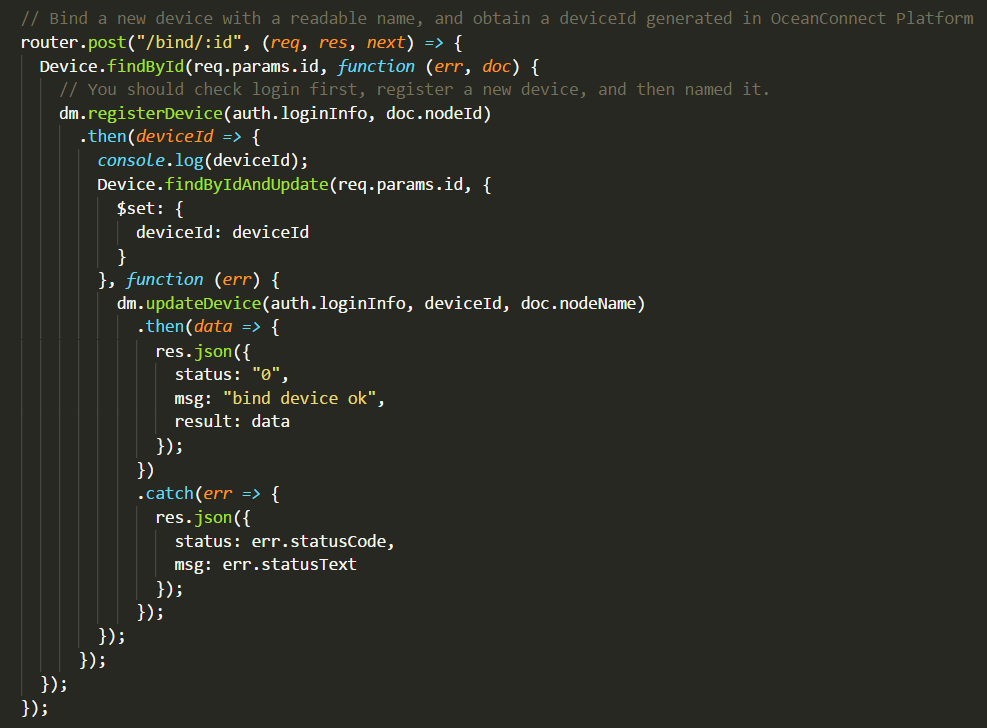 // Bind a new device with a readable name, and obtain a deviceId generated in OceanConnect Platform
router.post("/bind/:id", (req, res, next) => {
  Device.findById(req.params.id, function (err, doc) {
    // You should check login first, register a new device, and then named it.
    dm.registerDevice(auth.loginInfo, doc.nodeId)
      .then(deviceId => {
        console.log(deviceId);
        Device.findByIdAndUpdate(req.params.id, {
          $set: {
            deviceId: deviceId
          }
        }, function (err) {
          dm.updateDevice(auth.loginInfo, deviceId, doc.nodeName)
            .then(data => {
              res.json({
                status: "0",
                msg: "bind device ok",
                result: data
              });
            })
            .catch(err => {
              res.json({
                status: err.statusCode,
                msg: err.statusText
              });
            });
        });
      });
  });
});